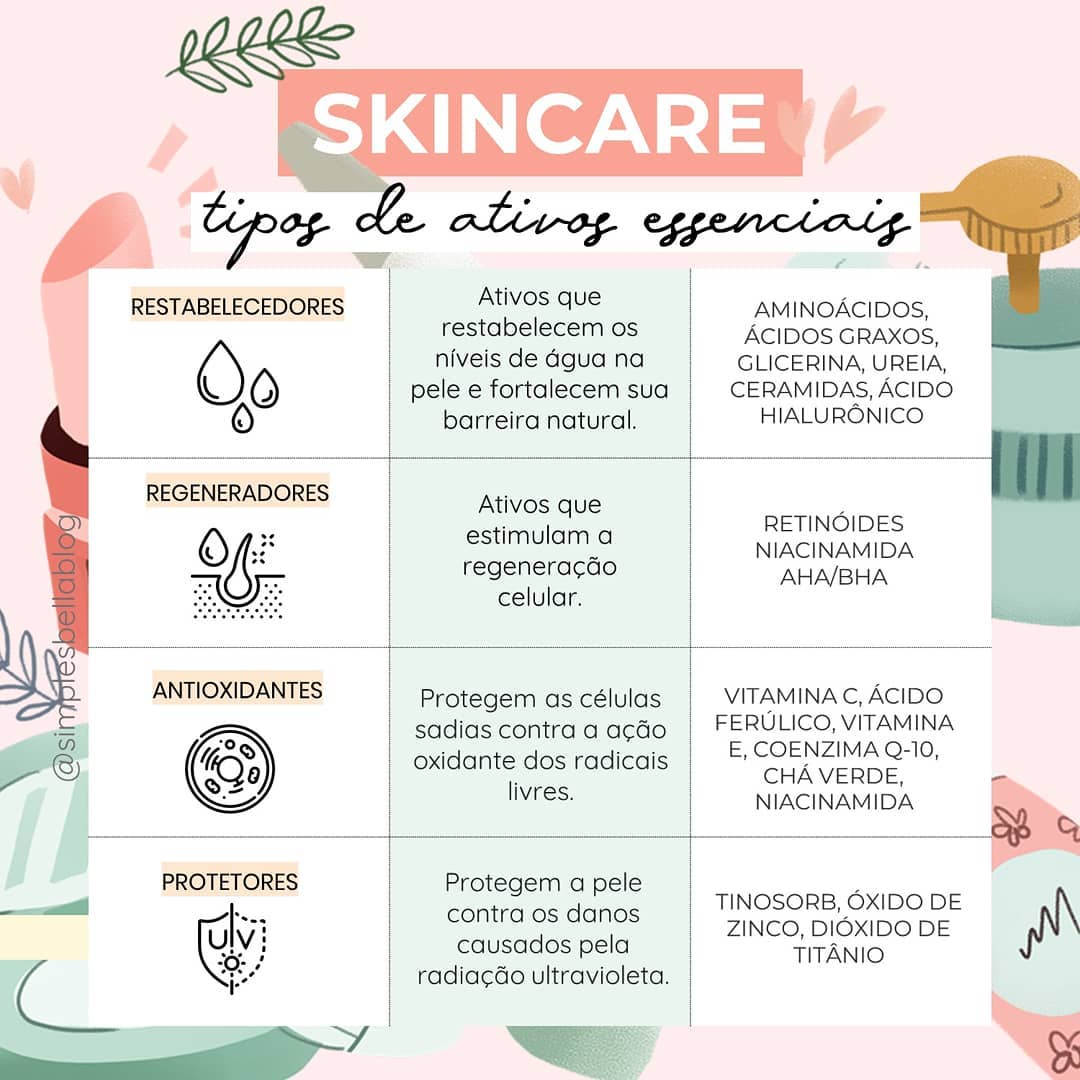 SKINCARE
tipos de ativos essenciais
RESTABELECEDORES
Ativos que
restabelecem os
níveis de água na
pele e fortalecem sua
barreira natural.
AMINOÁCIDOS,
ÁCIDOS GRAXOS,
GLICERINA, UREIA,
CERAMIDAS, ÁCIDO
HIALURÔNICO
REGENERADORES
Ativos que
estimulam a
regeneração
celular.
RETINÓIDES
NIACINAMIDA
AHA/BHA
ANTIOXIDANTES
Protegem as células
sadias contra a ação
oxidante dos radicais
livres.
VITAMINA C, ÁCIDO
FERÚLICO, VITAMINA
E, COENZIMA Q-10,
CHÁ VERDE,
NIACINAMIDA
PROTETORES
UV
Protegem a pele
contra os danos
causados pela
radiação ultravioleta.
TINOSORB, ÓXIDO DE
ZINCO, DIÓXIDO DE
TITÂNIO
@simplesbellablog